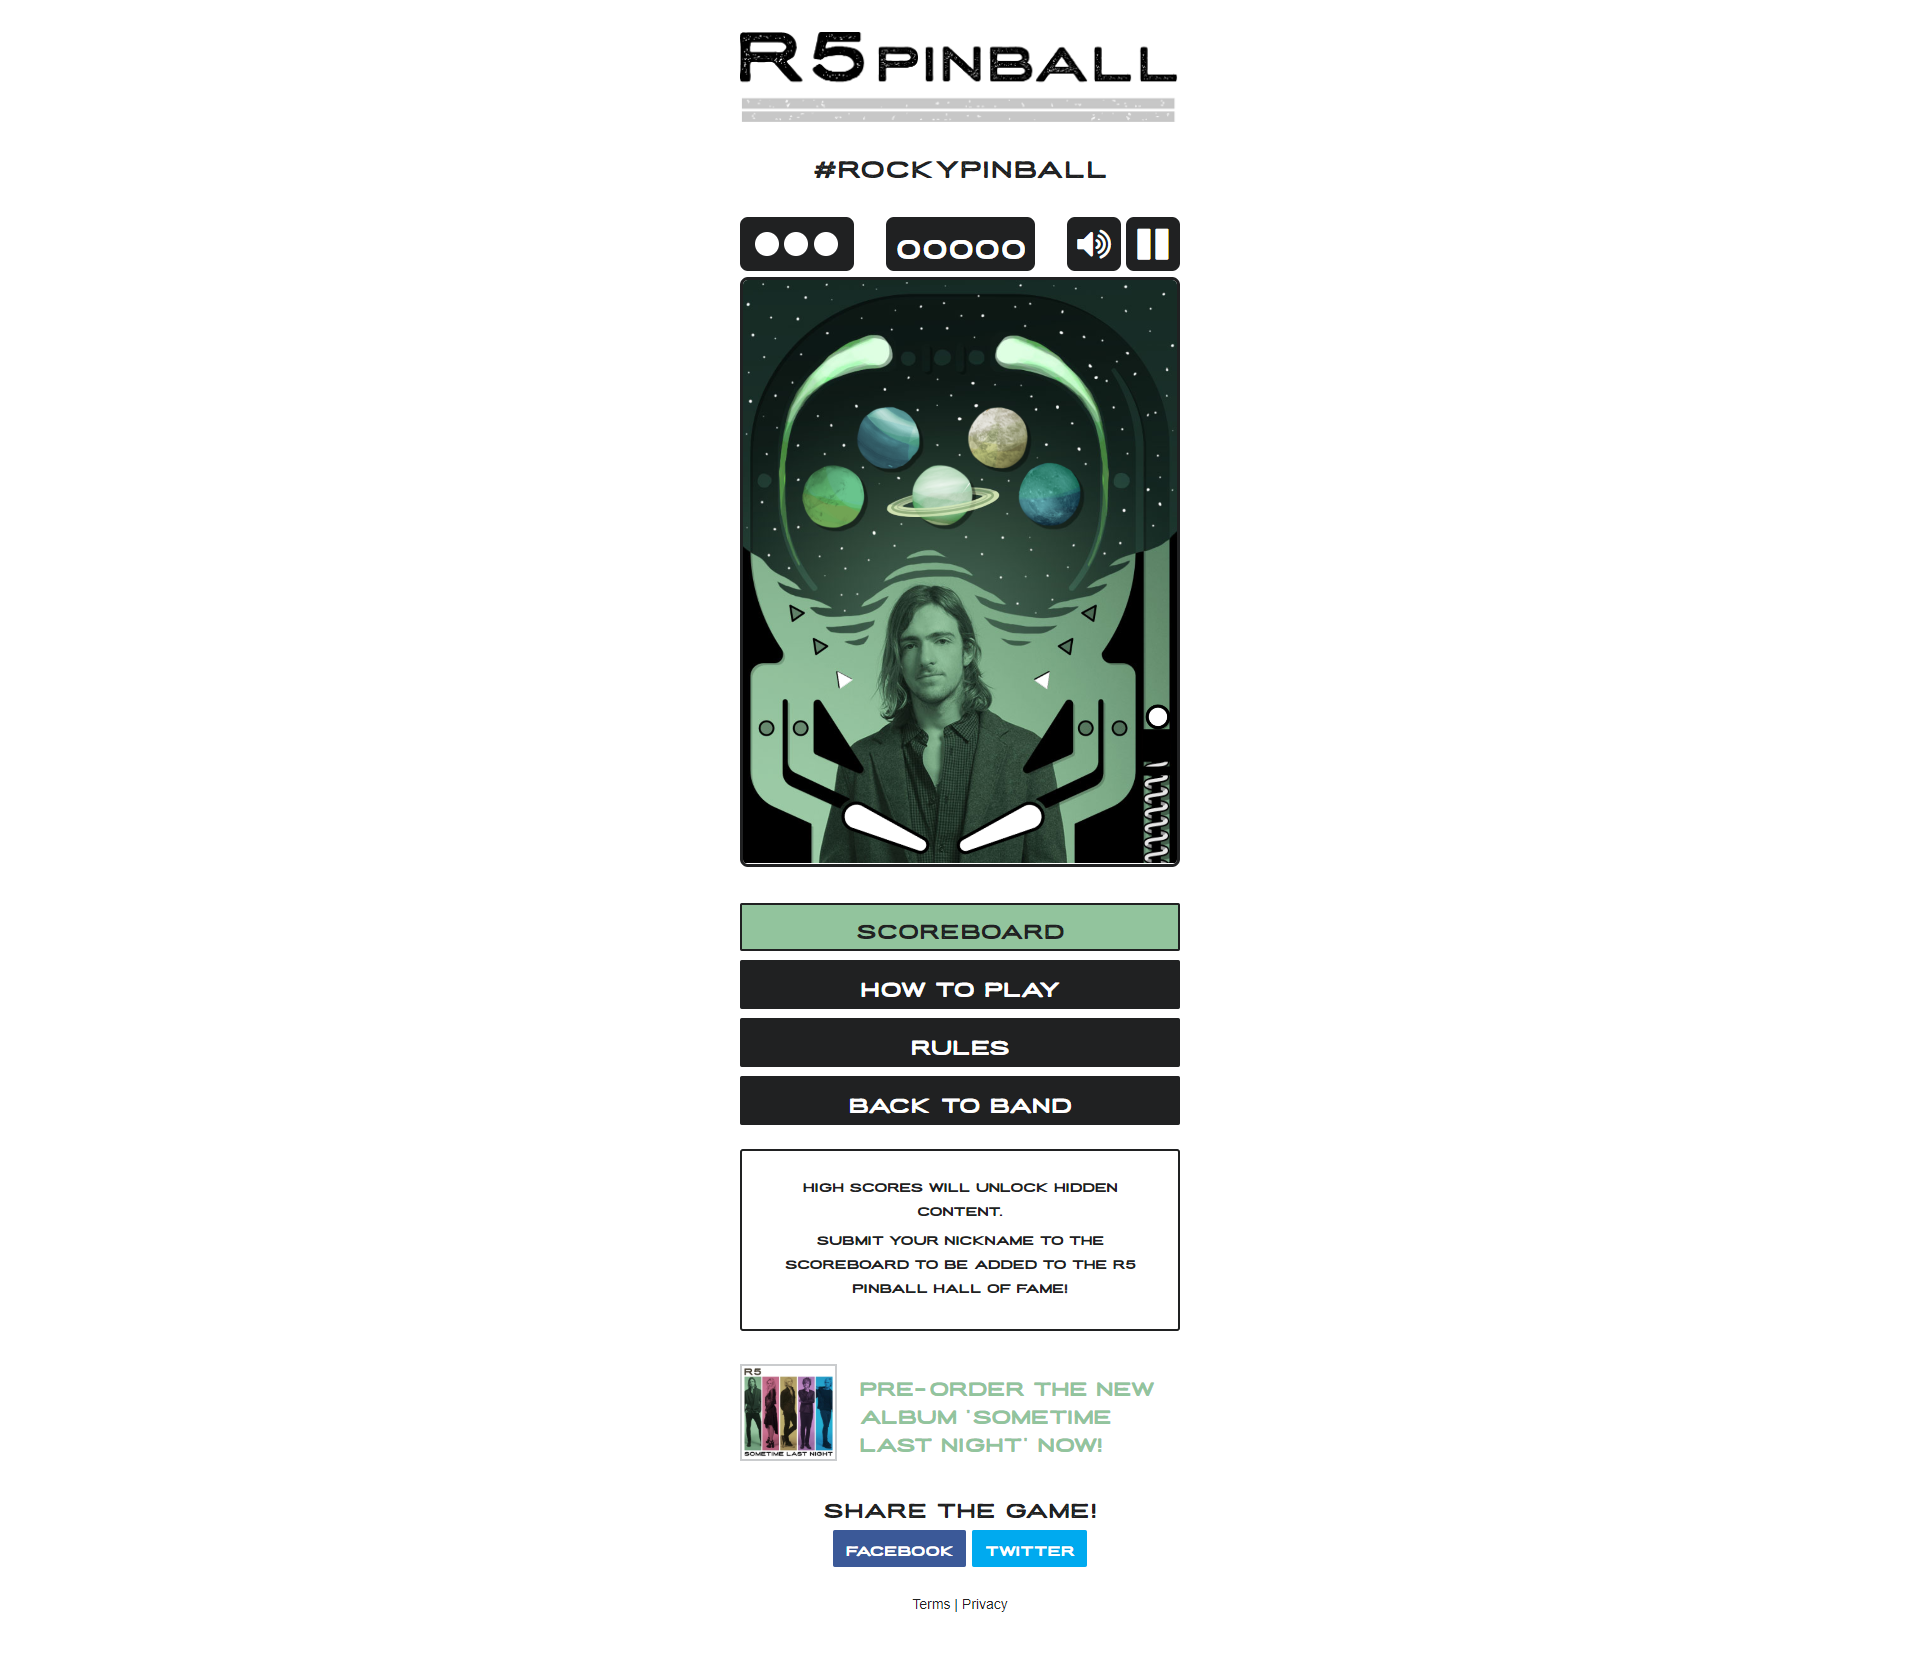 R5 PINBALL
#ROCKYPINBALL
00000
SCOREBOARD
HOW TO PLAY
RULES
BACK TO BAND
HIGH SCORES WILL UNLOCK HIDDEN
CONTENT.
SUBMIT YOUR NICKNAME TO THE
SCOREBOARD TO BE ADDED TO THE R5
PINBALL HALL OF FAME!
R5
SOMETIME LAST NIGHT
PRE-ORDER THE NEW
ALBUM 'SOMETIME
LAST NIGHT' NOW!
SHARE THE GAME!
FACEBOOK TWITTER
Terms | Privacy